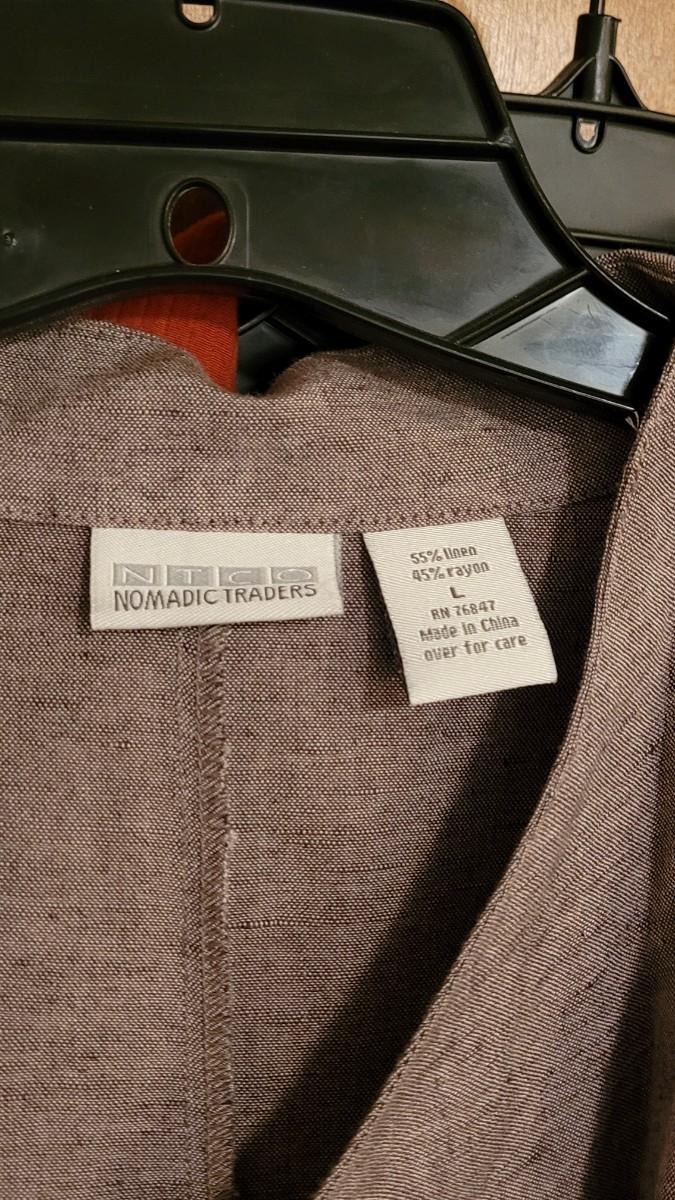 NTCO
NOMADIC TRADERS
55% linen
45% rayon
L
RN 76847
Made in China
over for care